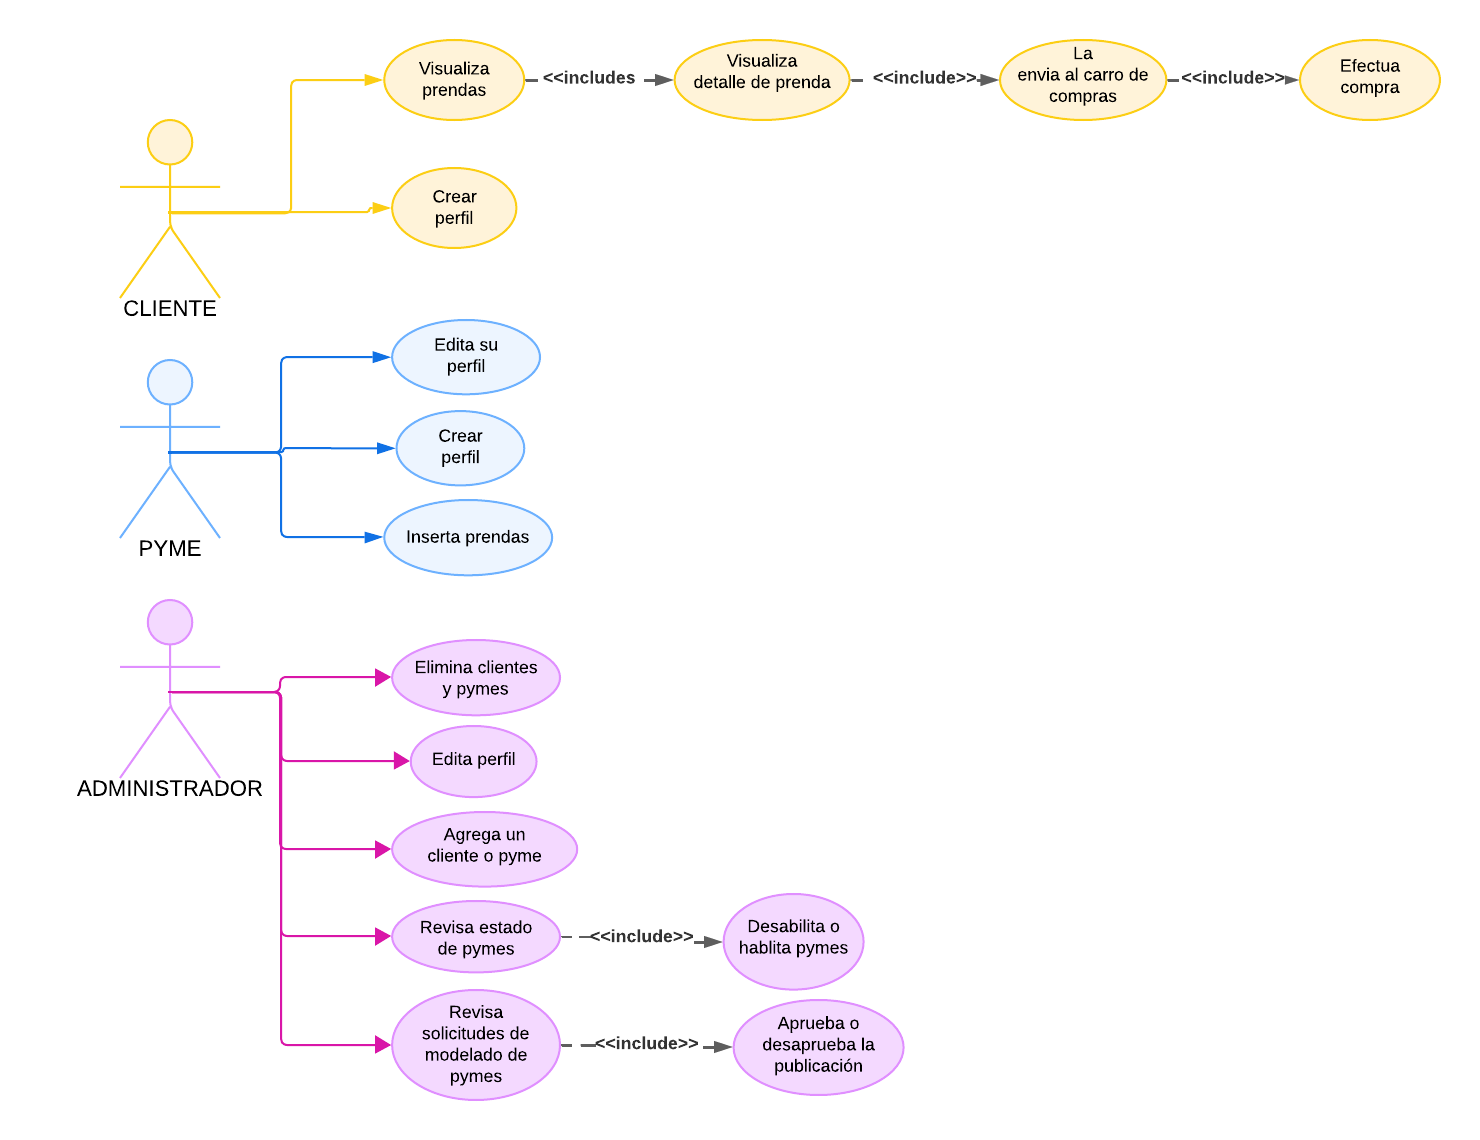 Visualiza
prendas
<<includes
Visualiza
detalle de prenda
<<include>>
La
envia al carro de
compras
<<include>>
Efectua
compra
Crear
perfil
CLIENTE
Edita su
perfil
Crear
perfil
Inserta prendas
PYME
Elimina clientes
y pymes
Edita perfil
ADMINISTRADOR
Agrega un
cliente o pyme
Revisa estado
de pymes
<<include>>
Desabilita o
hablita pymes
Revisa
solicitudes de
modelado de
pymes
<<include>>
Aprueba o
desaprueba la
publicación